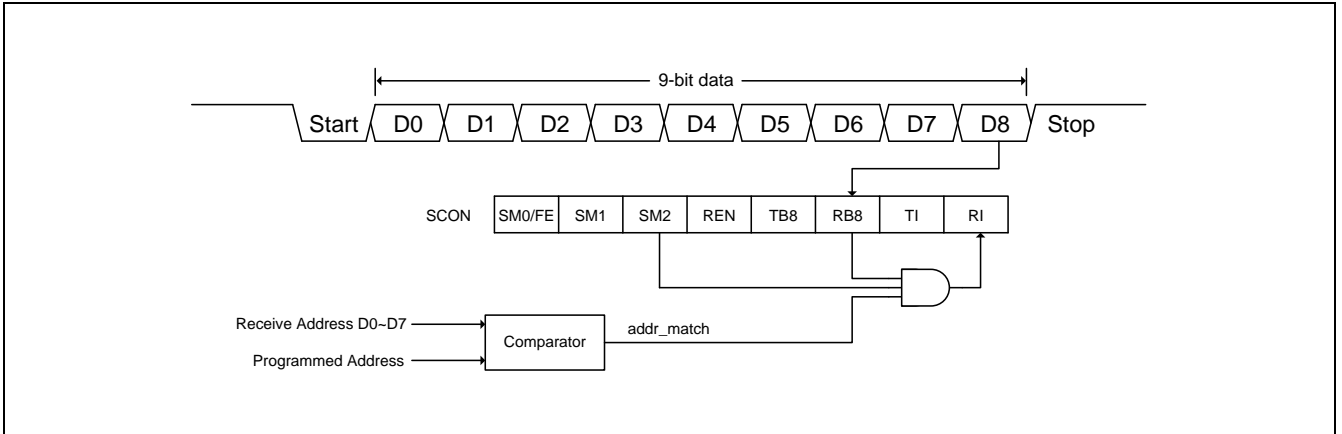 9-bit data
Start D0 D1 D2 D3 D4 D5 D6 D7 D8 Stop
SCON SM0/FE SM1 SM2 REN TB8 RB8 TI RI
Receive Address D0~D7
Comparator
addr_match
Programmed Address